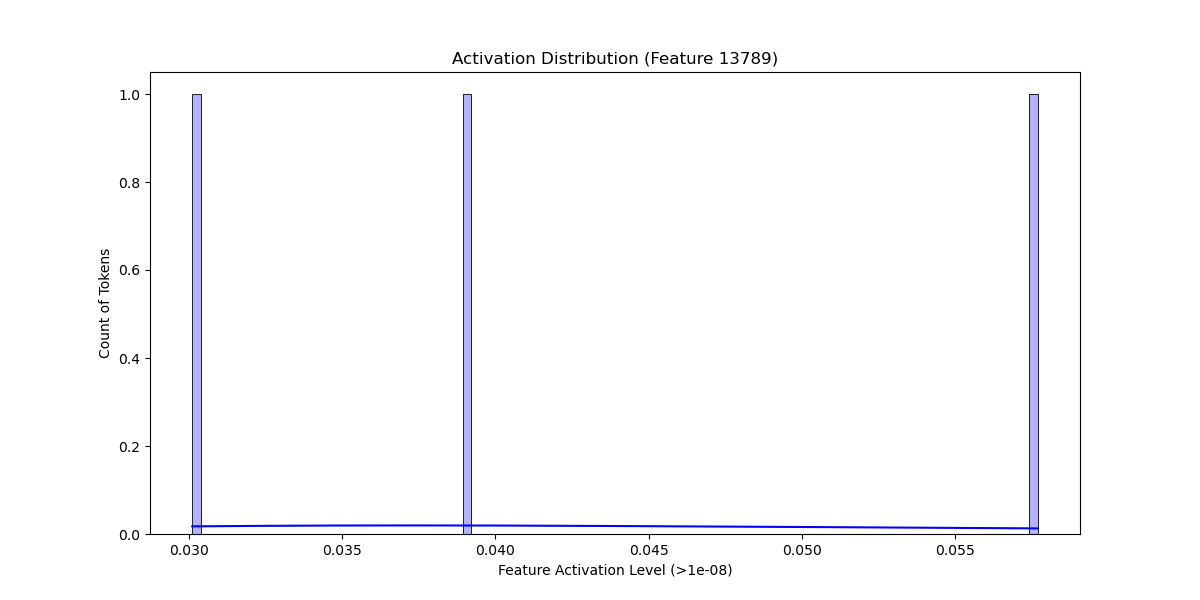 Activation Distribution (Feature 13789)
Count of Tokens
1.0
0.8
0.6
0.4
0.2
0.0
0.030 0.035 0.040 0.045 0.050 0.055
Feature Activation Level (>1e-08)